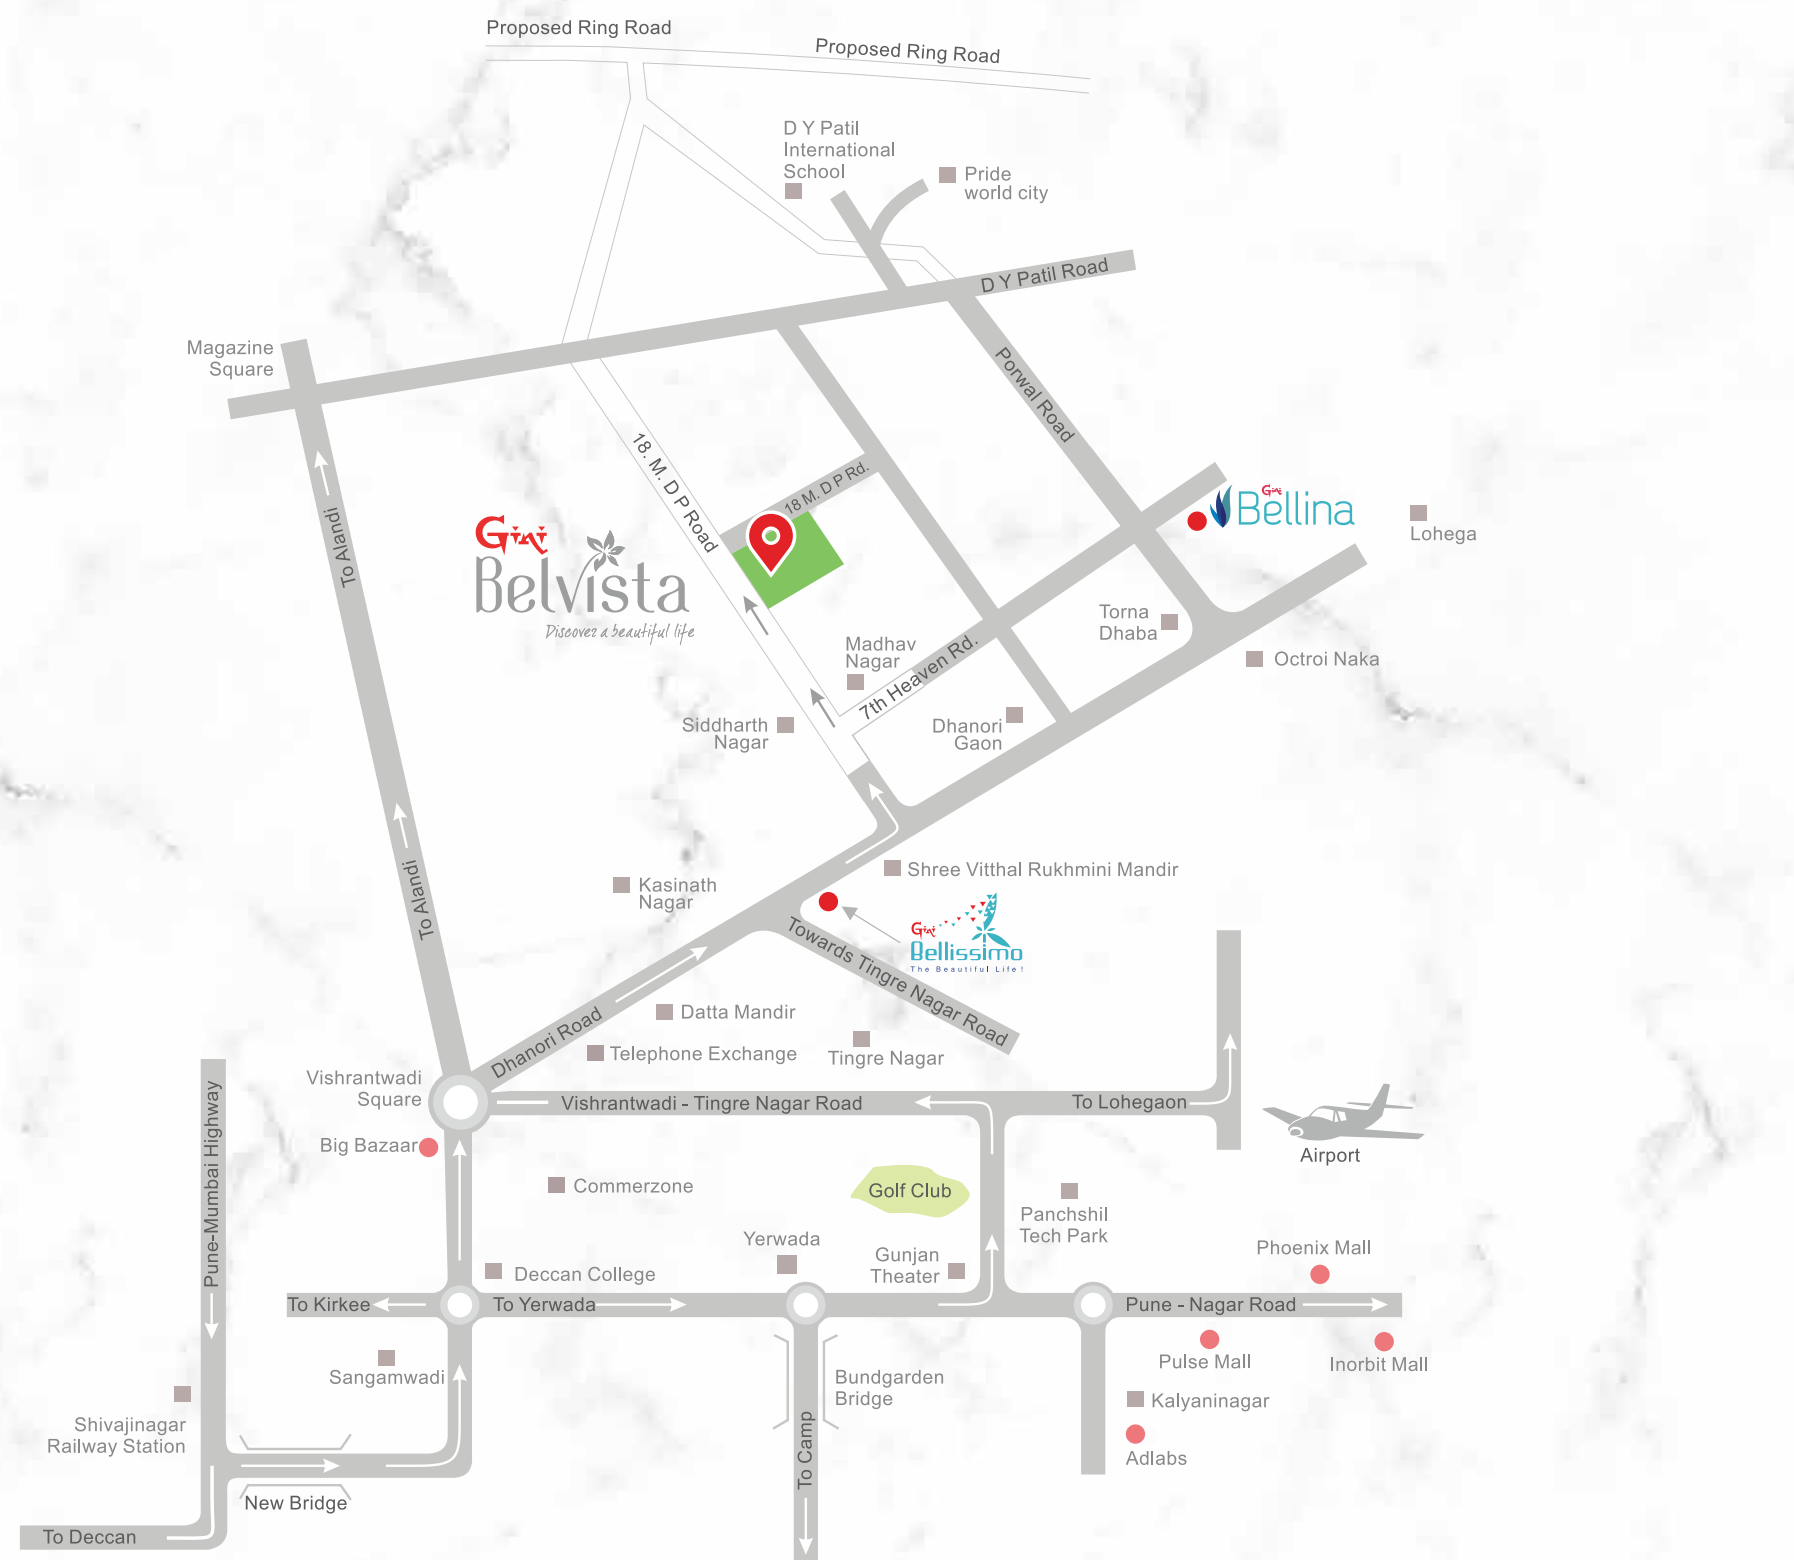 Proposed Ring Road
Proposed Ring Road
D Y Patil
International
School
Pride
world city
D Y Patil Road
Magazine
Square
Porwal Road
18. M. D P Road
18 M. D P Rd.
Gini
Bellina
Lohega
To Alandi
Gini
Belvista
Discover a beautiful life
Torna
Dhaba
Octroi Naka
Madhav
Nagar
7th Heaven Rd.
Siddharth
Nagar
Dhanori
Gaon
To Alandi
Kasinath
Nagar
Shree Vitthal Rukhmini Mandir
Gini
Bellissimo
The Beautiful Life!
Towards Tingre Nagar Road
Datta Mandir
Dhanori Road
Telephone Exchange
Tingre Nagar
Vishrantwadi
Square
Vishrantwadi - Tingre Nagar Road
To Lohegaon
Airport
Big Bazaar
Pune-Mumbai Highway
Commerzone
Golf Club
Panchshil
Tech Park
Yerwada
Gunjan
Theater
Phoenix Mall
Deccan College
To Kirkee
To Yerwada
Pune - Nagar Road
Pulse Mall
Inorbit Mall
Sangamwadi
Bundgarden
Bridge
Kalyaninagar
Shivajinagar
Railway Station
To Camp
Adlabs
New Bridge
To Deccan